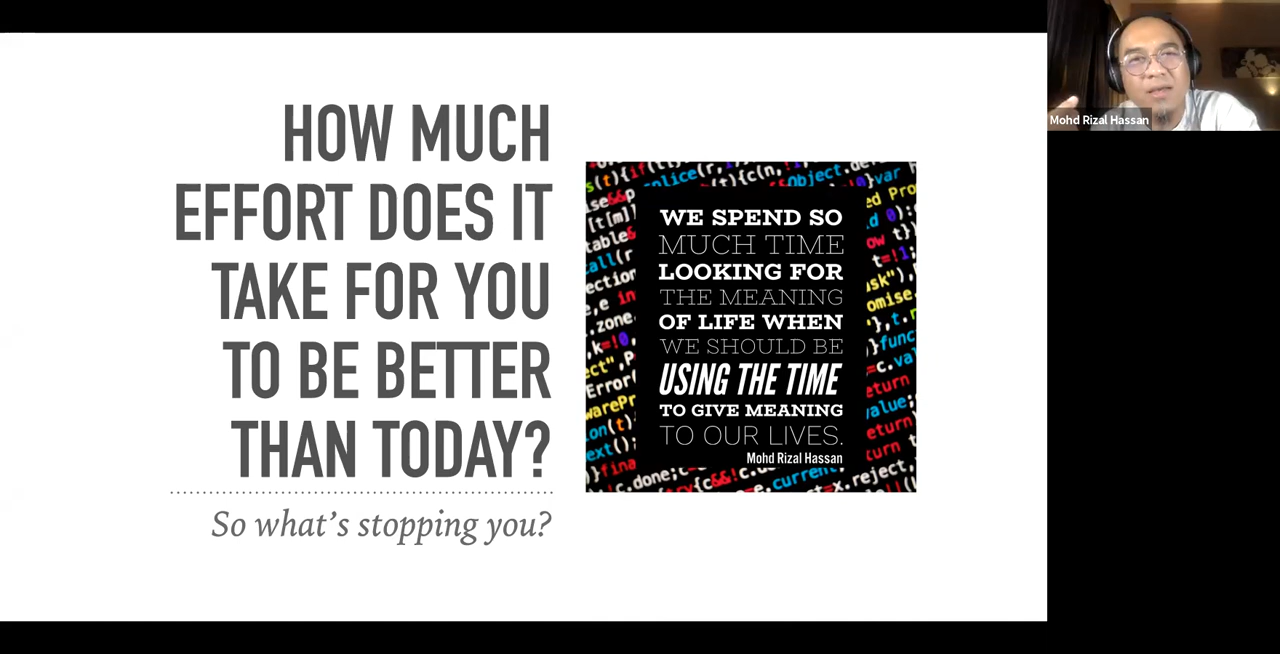 HOW MUCH
EFFORT DOES IT
TAKE FOR YOU
TO BE BETTER
THAN TODAY?
So what's stopping you?
WE SPEND SO
MUCH TIME
LOOKING FOR
THE MEANING
OF LIFE WHEN
WE SHOULD BE
USING THE TIME
TO GIVE MEANING
TO OUR LIVES.
Mohd Rizal Hassan
Mohd Rizal Hassan